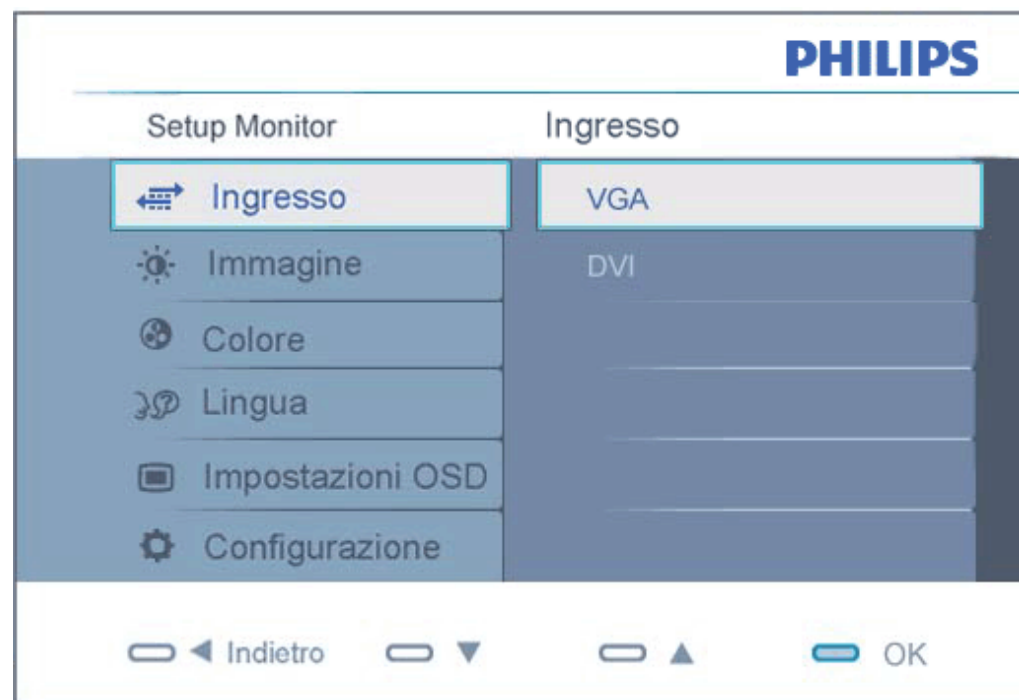 PHILIPS
Setup Monitor
Ingresso
Ingresso
VGA
Immagine
DVI
Colore
Lingua
Impostazioni OSD
Configurazione
Indietro
OK